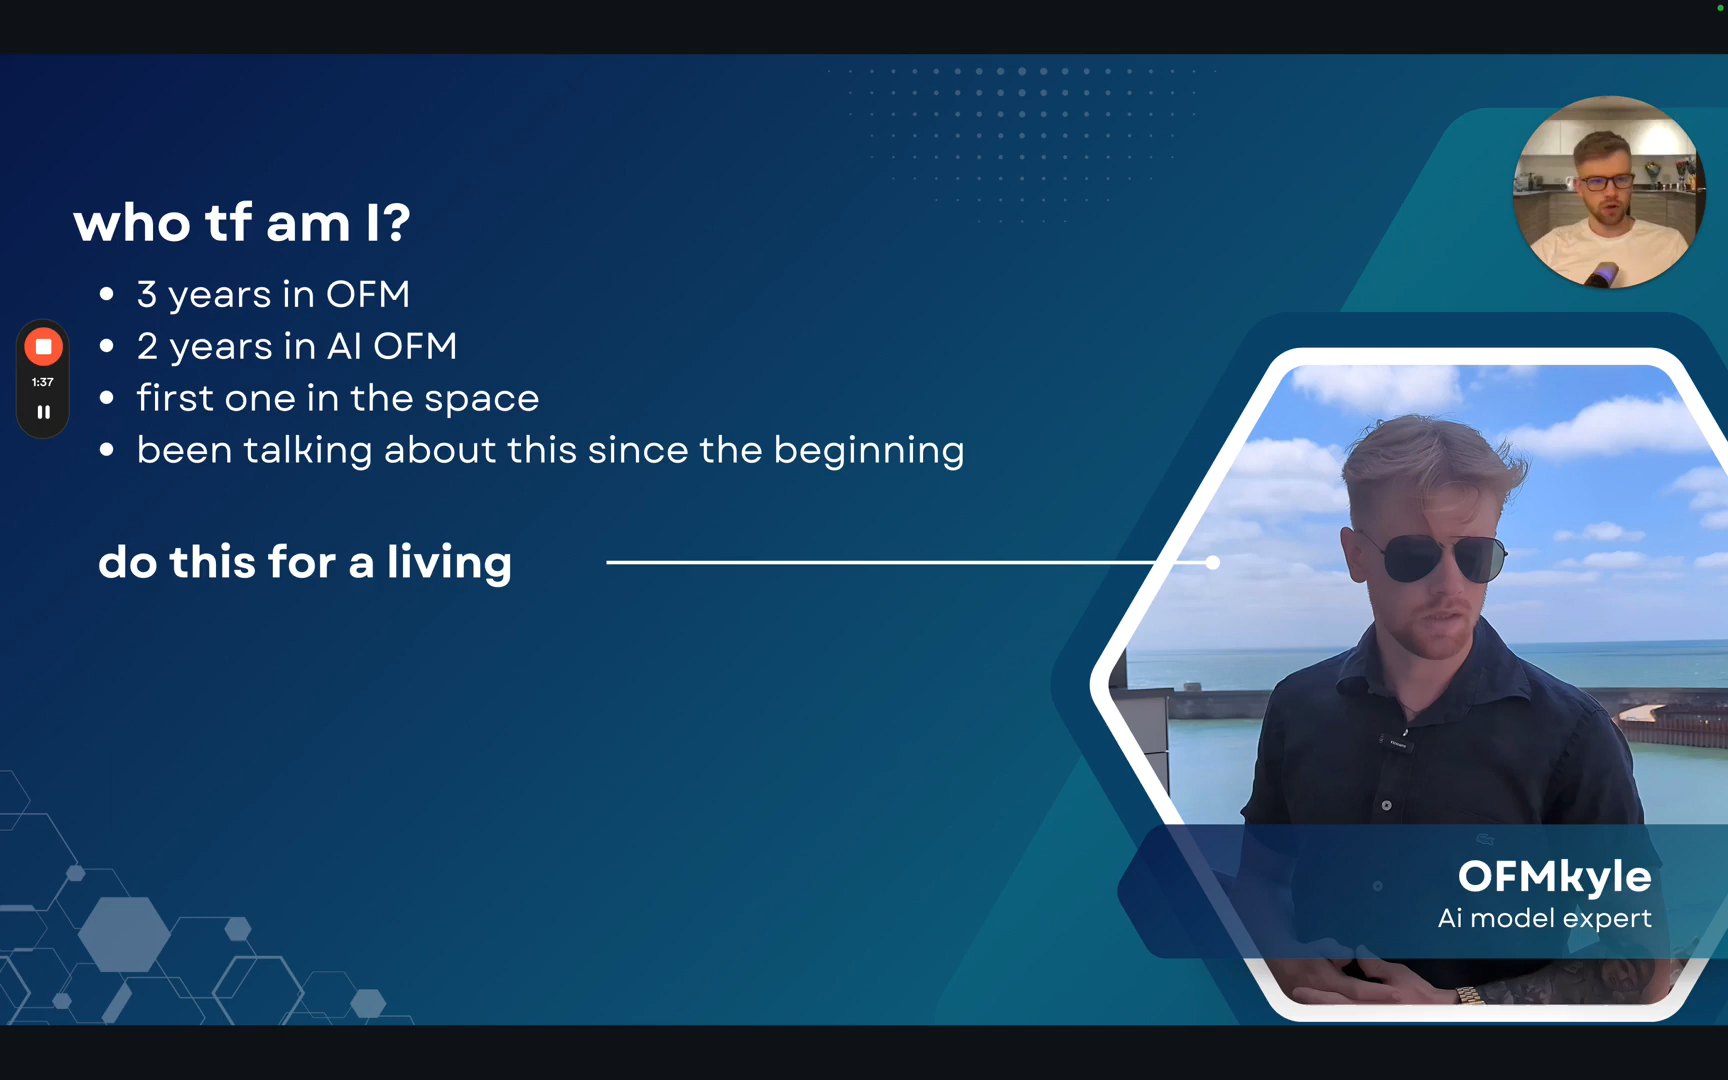 who tf am I?
3 years in OFM
2 years in AI OFM
first one in the space
been talking about this since the beginning
1:37
do this for a living
OFMkyle
Ai model expert